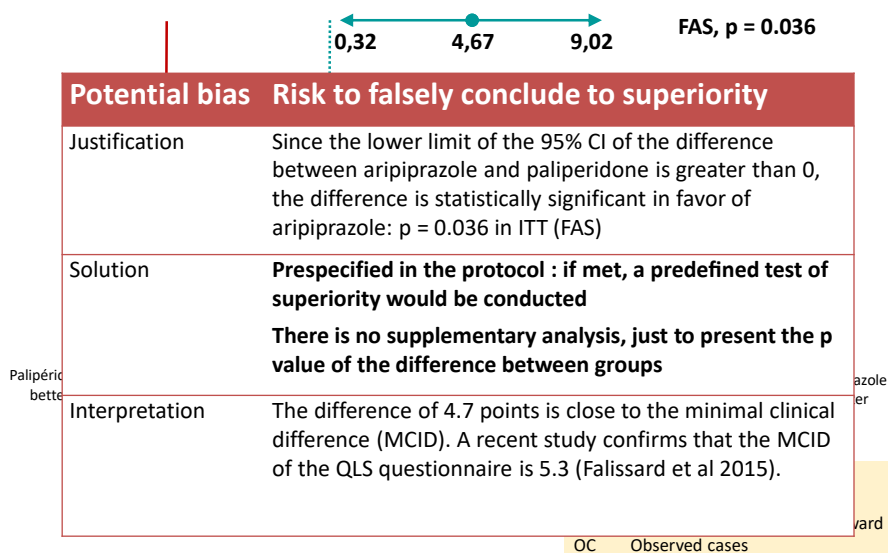 0,32 4,67 9,02 FAS, p = 0.036
Potential bias Risk to falsely conclude to superiority
Justification Since the lower limit of the 95% CI of the difference
between aripiprazole and paliperidone is greater than 0,
the difference is statistically significant in favor of
aripiprazole: p = 0.036 in ITT (FAS)
Solution Prespecified in the protocol : if met, a predefined test of
superiority would be conducted
There is no supplementary analysis, just to present the p
value of the difference between groups
Interpretation The difference of 4.7 points is close to the minimal clinical
difference (MCID). A recent study confirms that the MCID
of the QLS questionnaire is 5.3 (Falissard et al 2015).
OC Observed cases